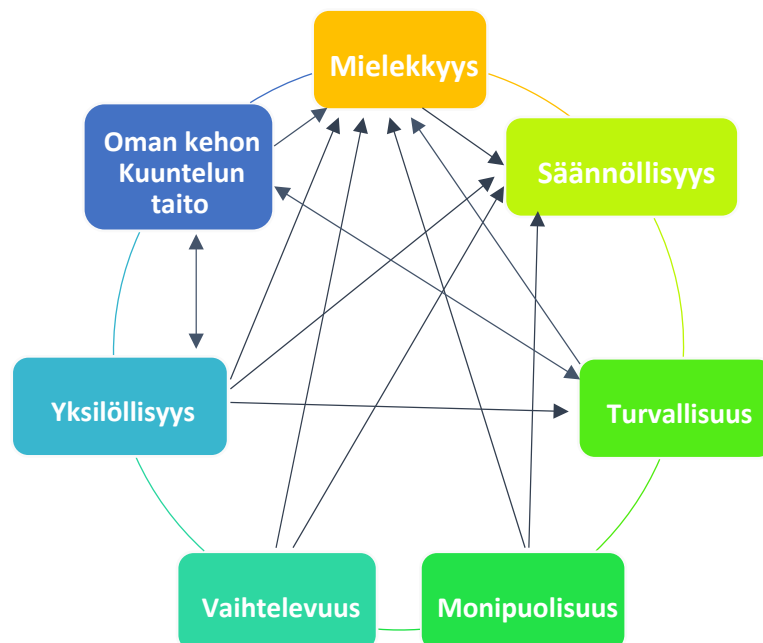 Mielekkyys
Oman kehon
Kuuntelun
taito
Säännöllisyys
Yksilöllisyys
Turvallisuus
Vaihtelevuus
Monipuolisuus